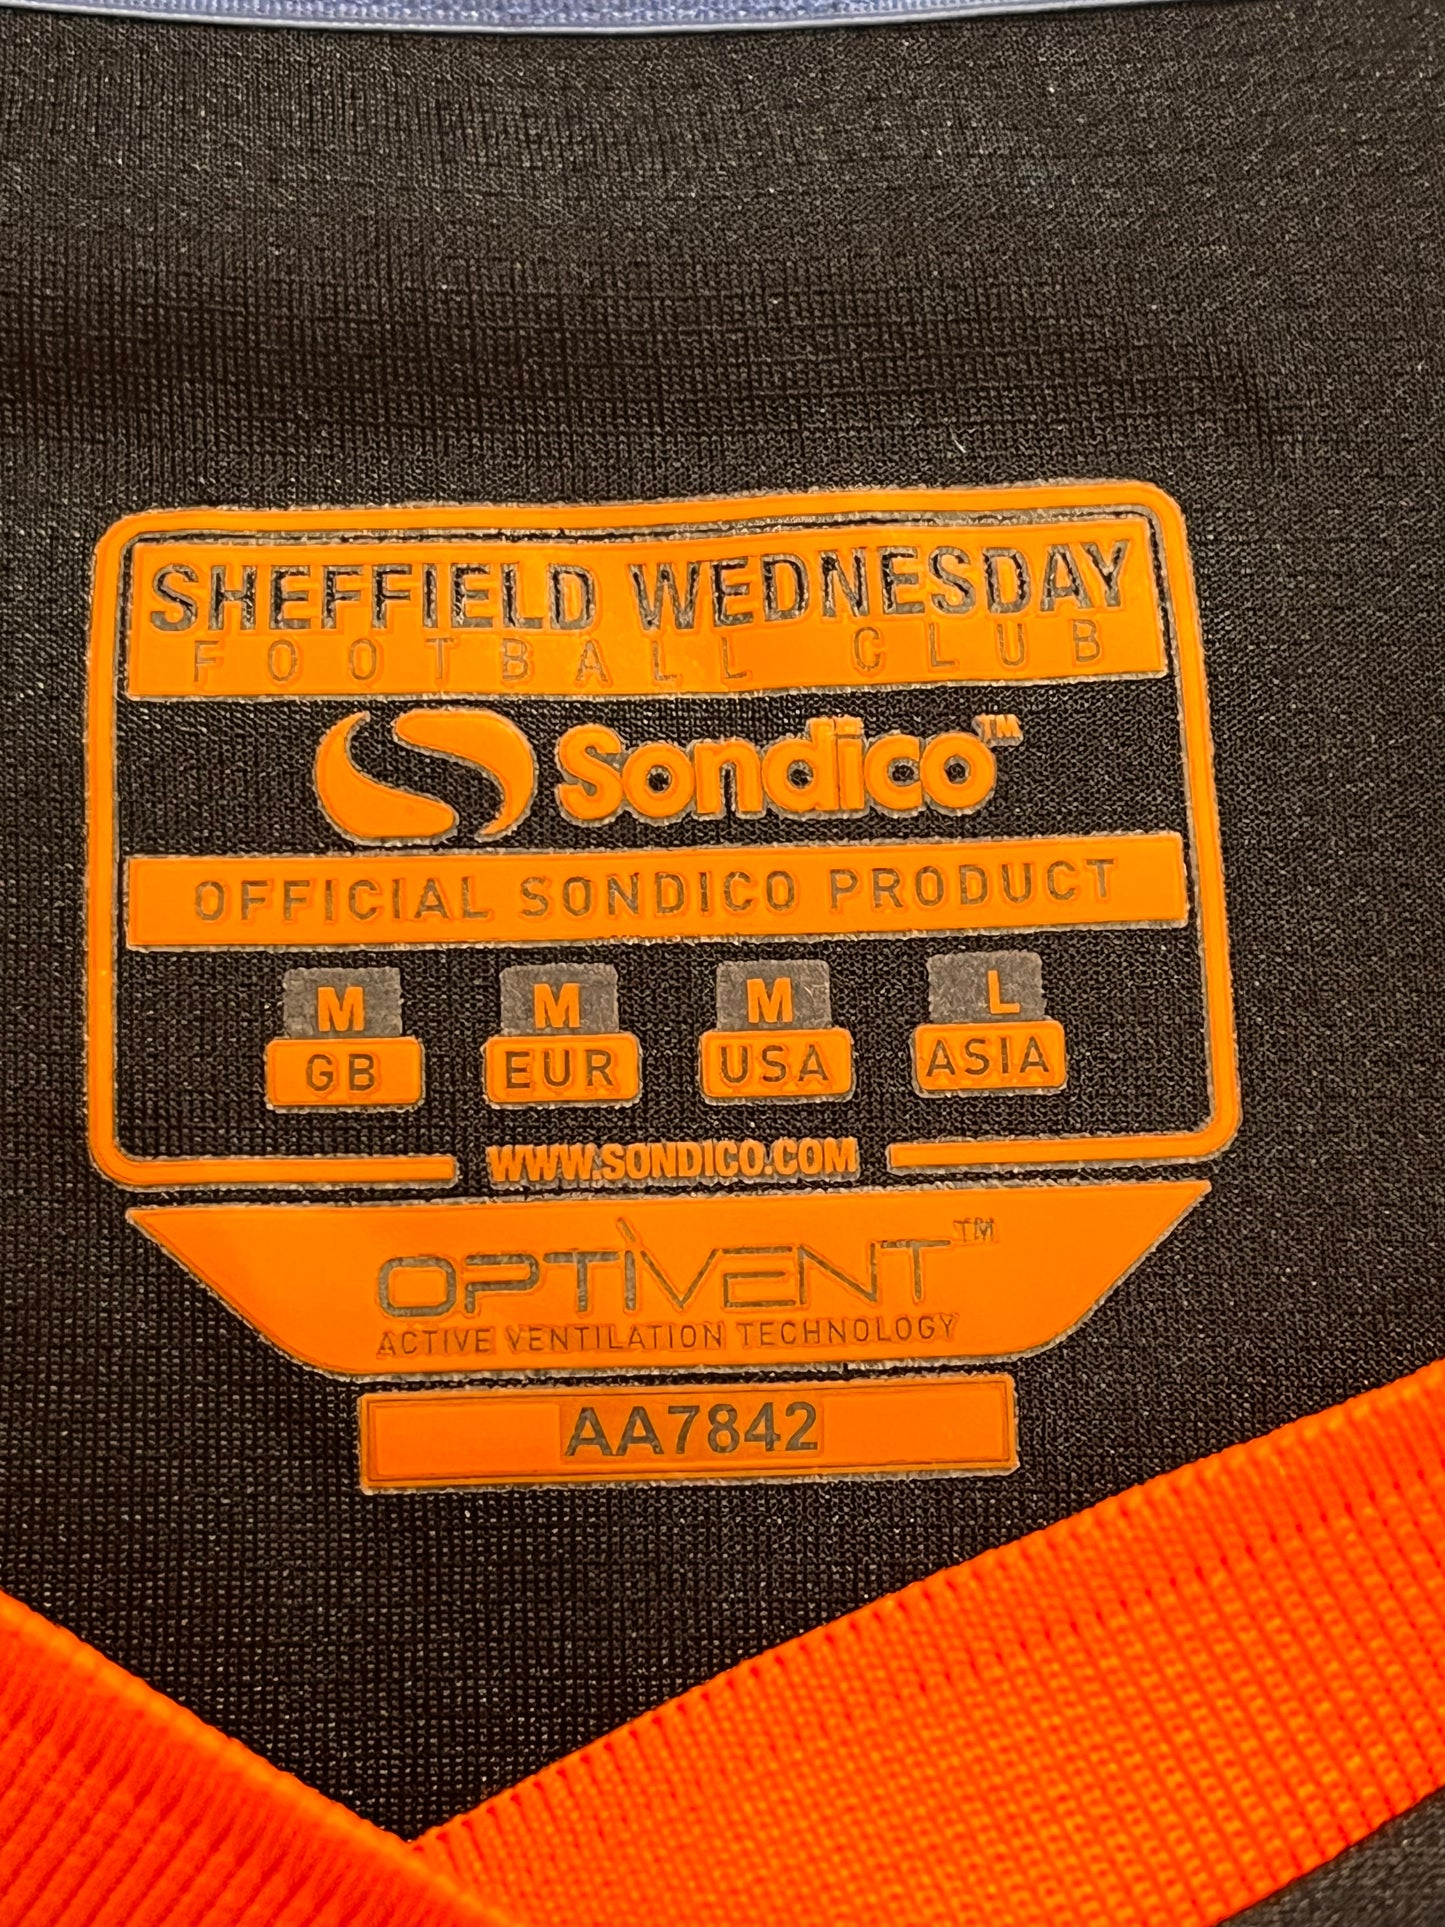 SHEFFIELD WEDNESDAY
FOOTBALL CLUB
Sondico™
OFFICIAL SONDICO PRODUCT
M M M L
GB EUR USA ASIA
WWW.SONDICO.COM
OPTIVENT™
ACTIVE VENTILATION TECHNOLOGY
AA7842